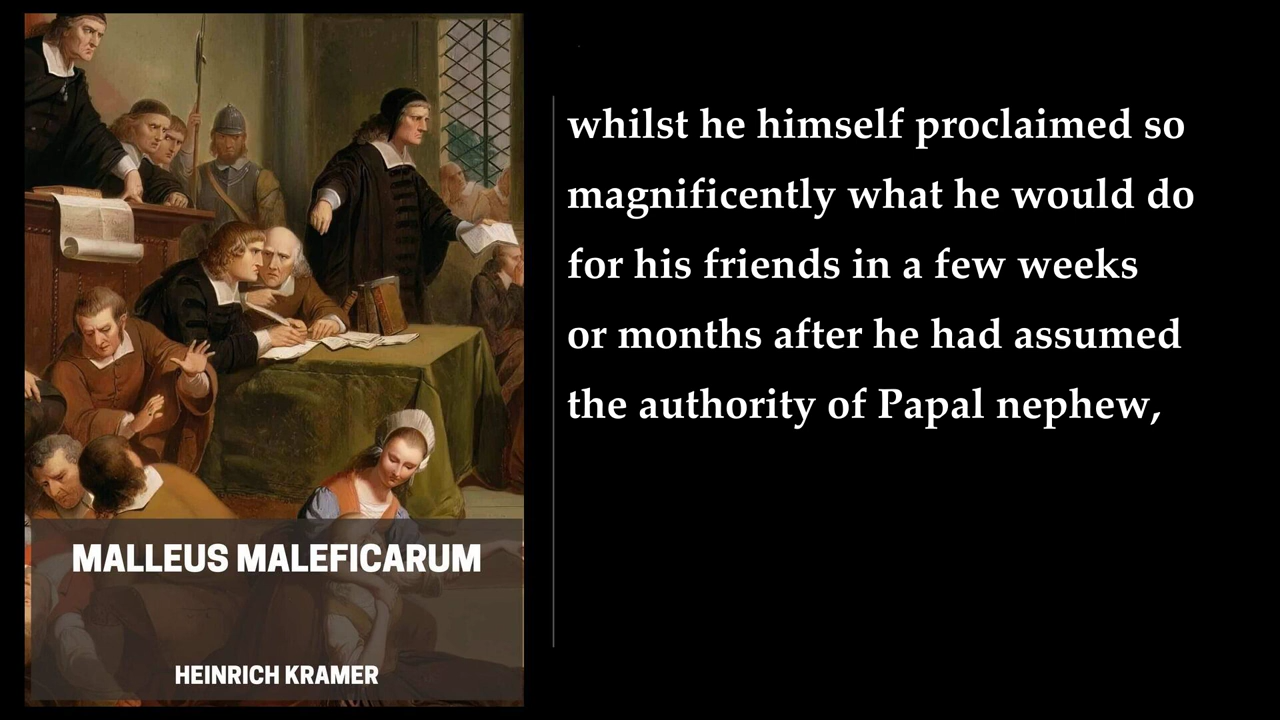 MALLEUS MALEFICARUM
HEINRICH KRAMER
whilst he himself proclaimed so
magnificently what he would do
for his friends in a few weeks
or months after he had assumed
the authority of Papal nephew,